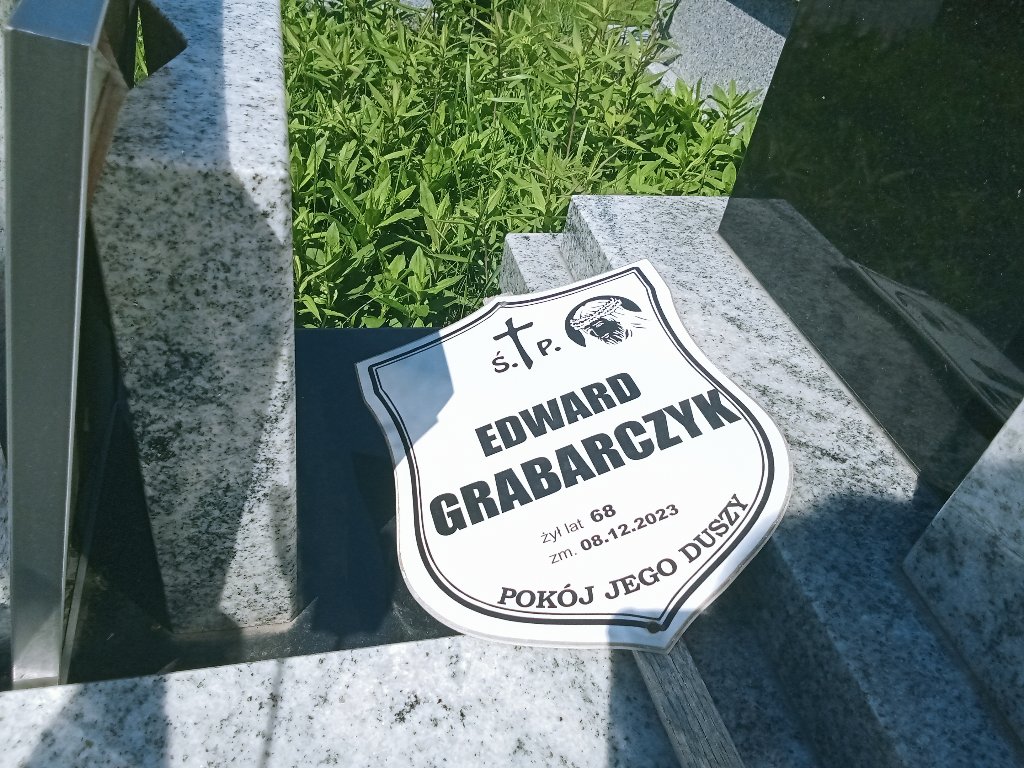 Ś. P.
EDWARD
GRABARCZYK
żył lat 68
zm. 08.12.2023
POKÓJ JEGO DUSZY